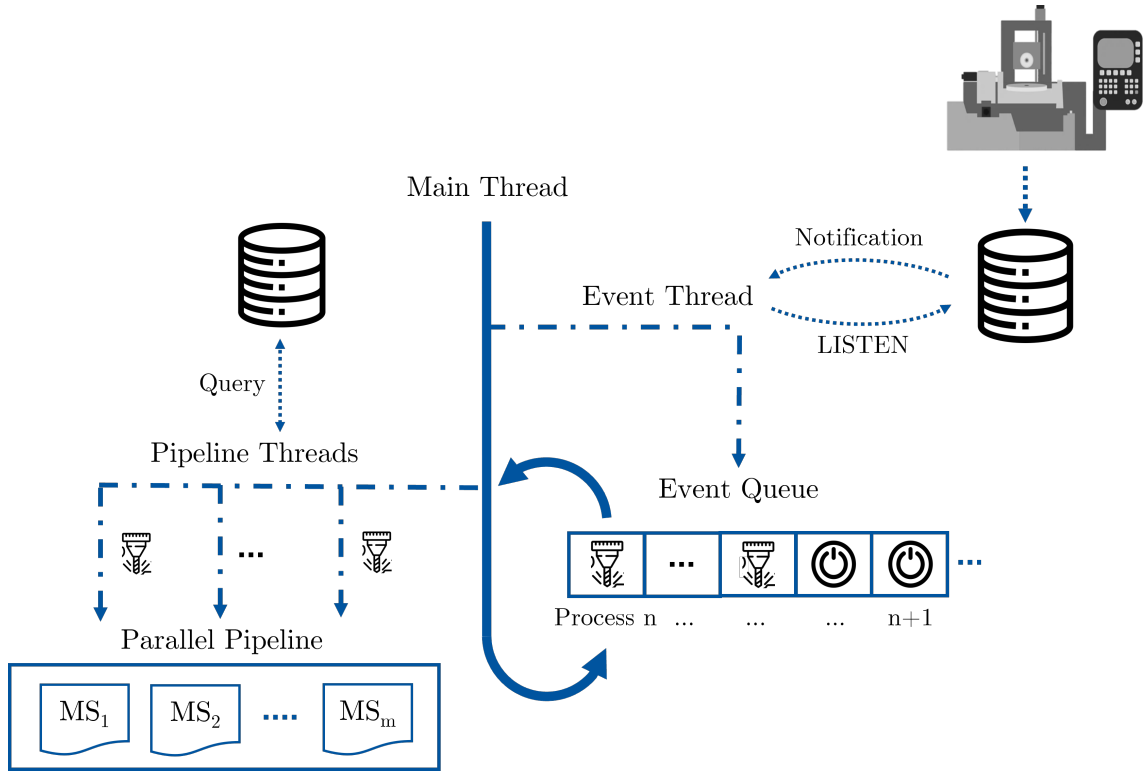 Main Thread
Notification
Event Thread
LISTEN
Query
Pipeline Threads
Event Queue
...
...
...
Process n ... ... ... n+1
Parallel Pipeline
MS1 MS2 .... MSm